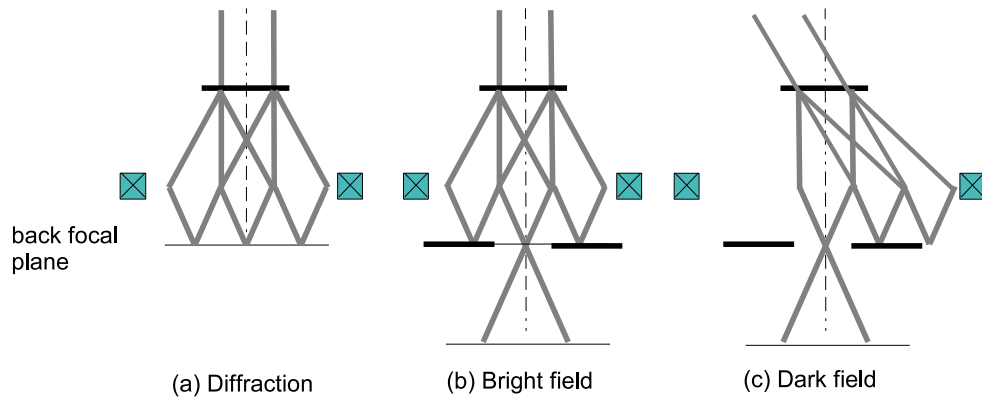 back focal
plane
(a) Diffraction
(b) Bright field
(c) Dark field